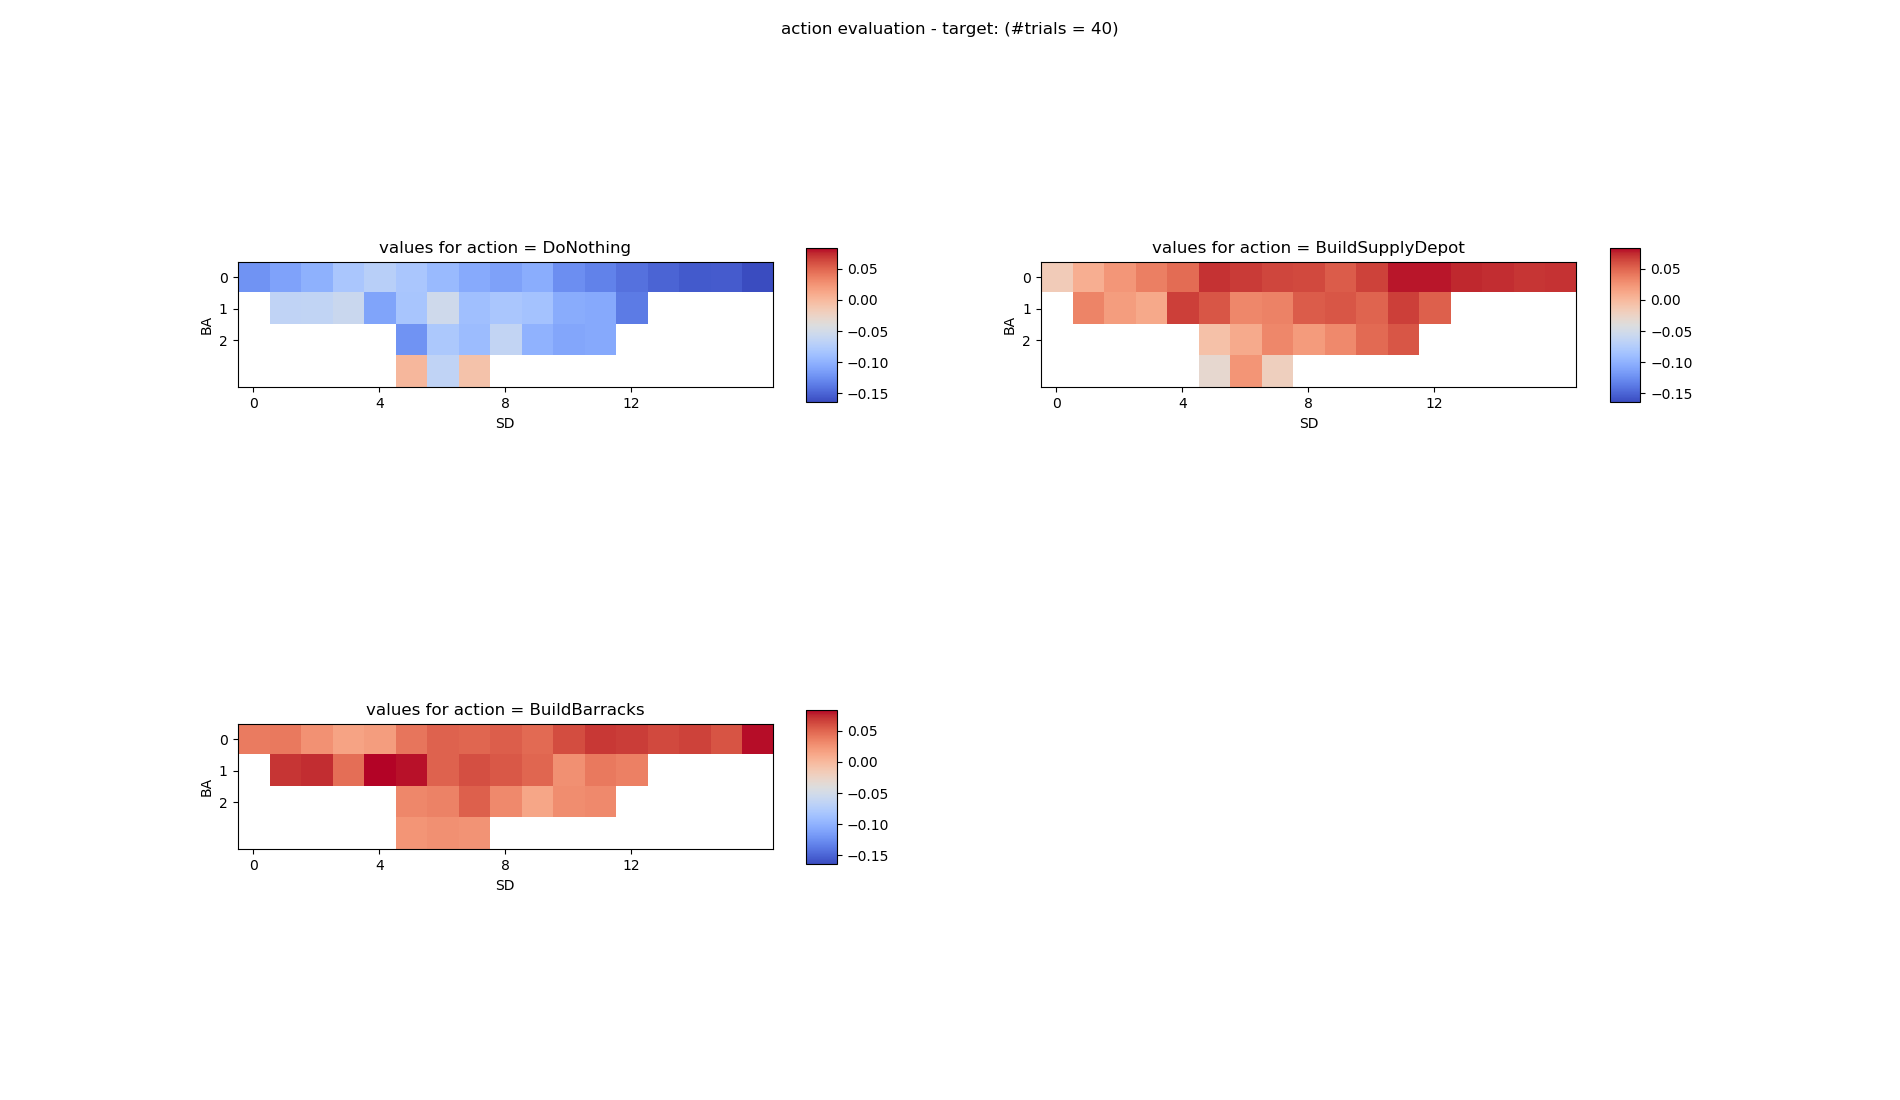 action evaluation - target: (#trials = 40)
values for action = DoNothing
0
1
2
BA
0 4 8 12
SD
0.05
0.00
−0.05
−0.10
−0.15
values for action = BuildSupplyDepot
0
1
2
BA
0 4 8 12
SD
0.05
0.00
−0.05
−0.10
−0.15
values for action = BuildBarracks
0
1
2
BA
0 4 8 12
SD
0.05
0.00
−0.05
−0.10
−0.15